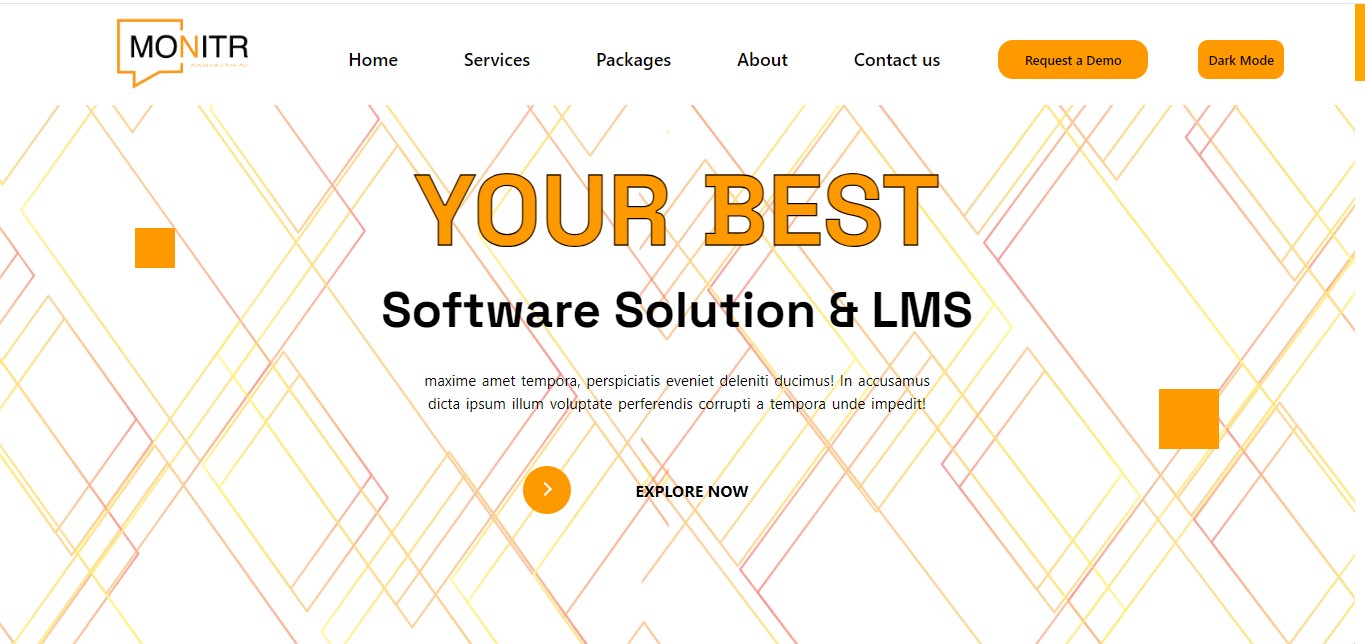 MONITR
Home Services Packages About Contact us Request a Demo Dark Mode
YOUR BEST
Software Solution & LMS
maxime amet tempora, perspiciatis eveniet deleniti ducimus! In accusamus
dicta ipsum illum voluptate perferendis corrupti a tempora unde impedit!
EXPLORE NOW